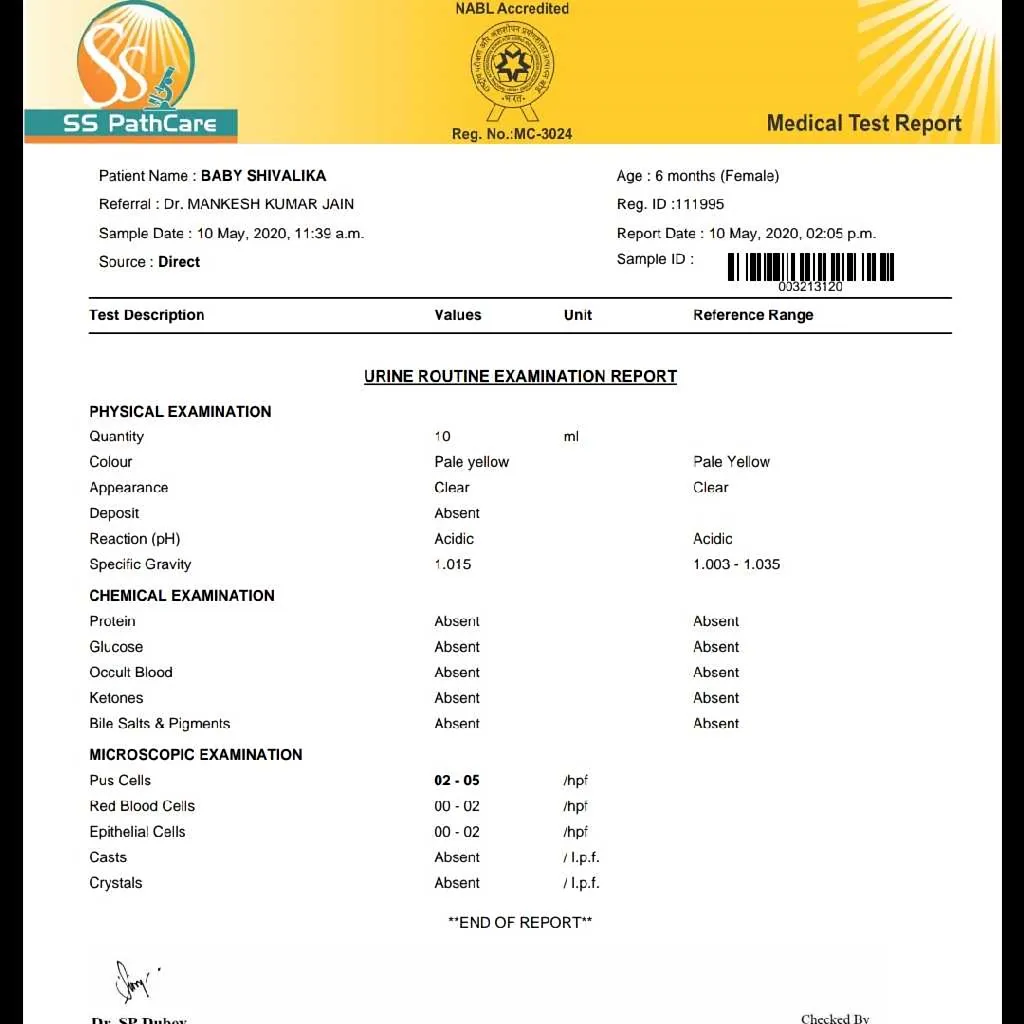 NABL Accredited
SS
SS PathCare
भारत
Reg. No.:MC-3024
Medical Test Report
Patient Name : BABY SHIVALIKA
Age : 6 months (Female)
Referral : Dr. MANKESH KUMAR JAIN
Reg. ID :111995
Sample Date : 10 May, 2020, 11:39 a.m.
Report Date : 10 May, 2020, 02:05 p.m.
Source : Direct
Sample ID :
003213120
Test Description Values Unit Reference Range
URINE ROUTINE EXAMINATION REPORT
PHYSICAL EXAMINATION
Quantity 10 ml
Colour Pale yellow Pale Yellow
Appearance Clear Clear
Deposit Absent
Reaction (pH) Acidic Acidic
Specific Gravity 1.015 1.003 - 1.035
CHEMICAL EXAMINATION
Protein Absent Absent
Glucose Absent Absent
Occult Blood Absent Absent
Ketones Absent Absent
Bile Salts & Pigments Absent Absent
MICROSCOPIC EXAMINATION
Pus Cells 02 - 05 /hpf
Red Blood Cells 00 - 02 /hpf
Epithelial Cells 00 - 02 /hpf
Casts Absent / l.p.f.
Crystals Absent / l.p.f.
**END OF REPORT**
Dr. SP Dubey
Checked By